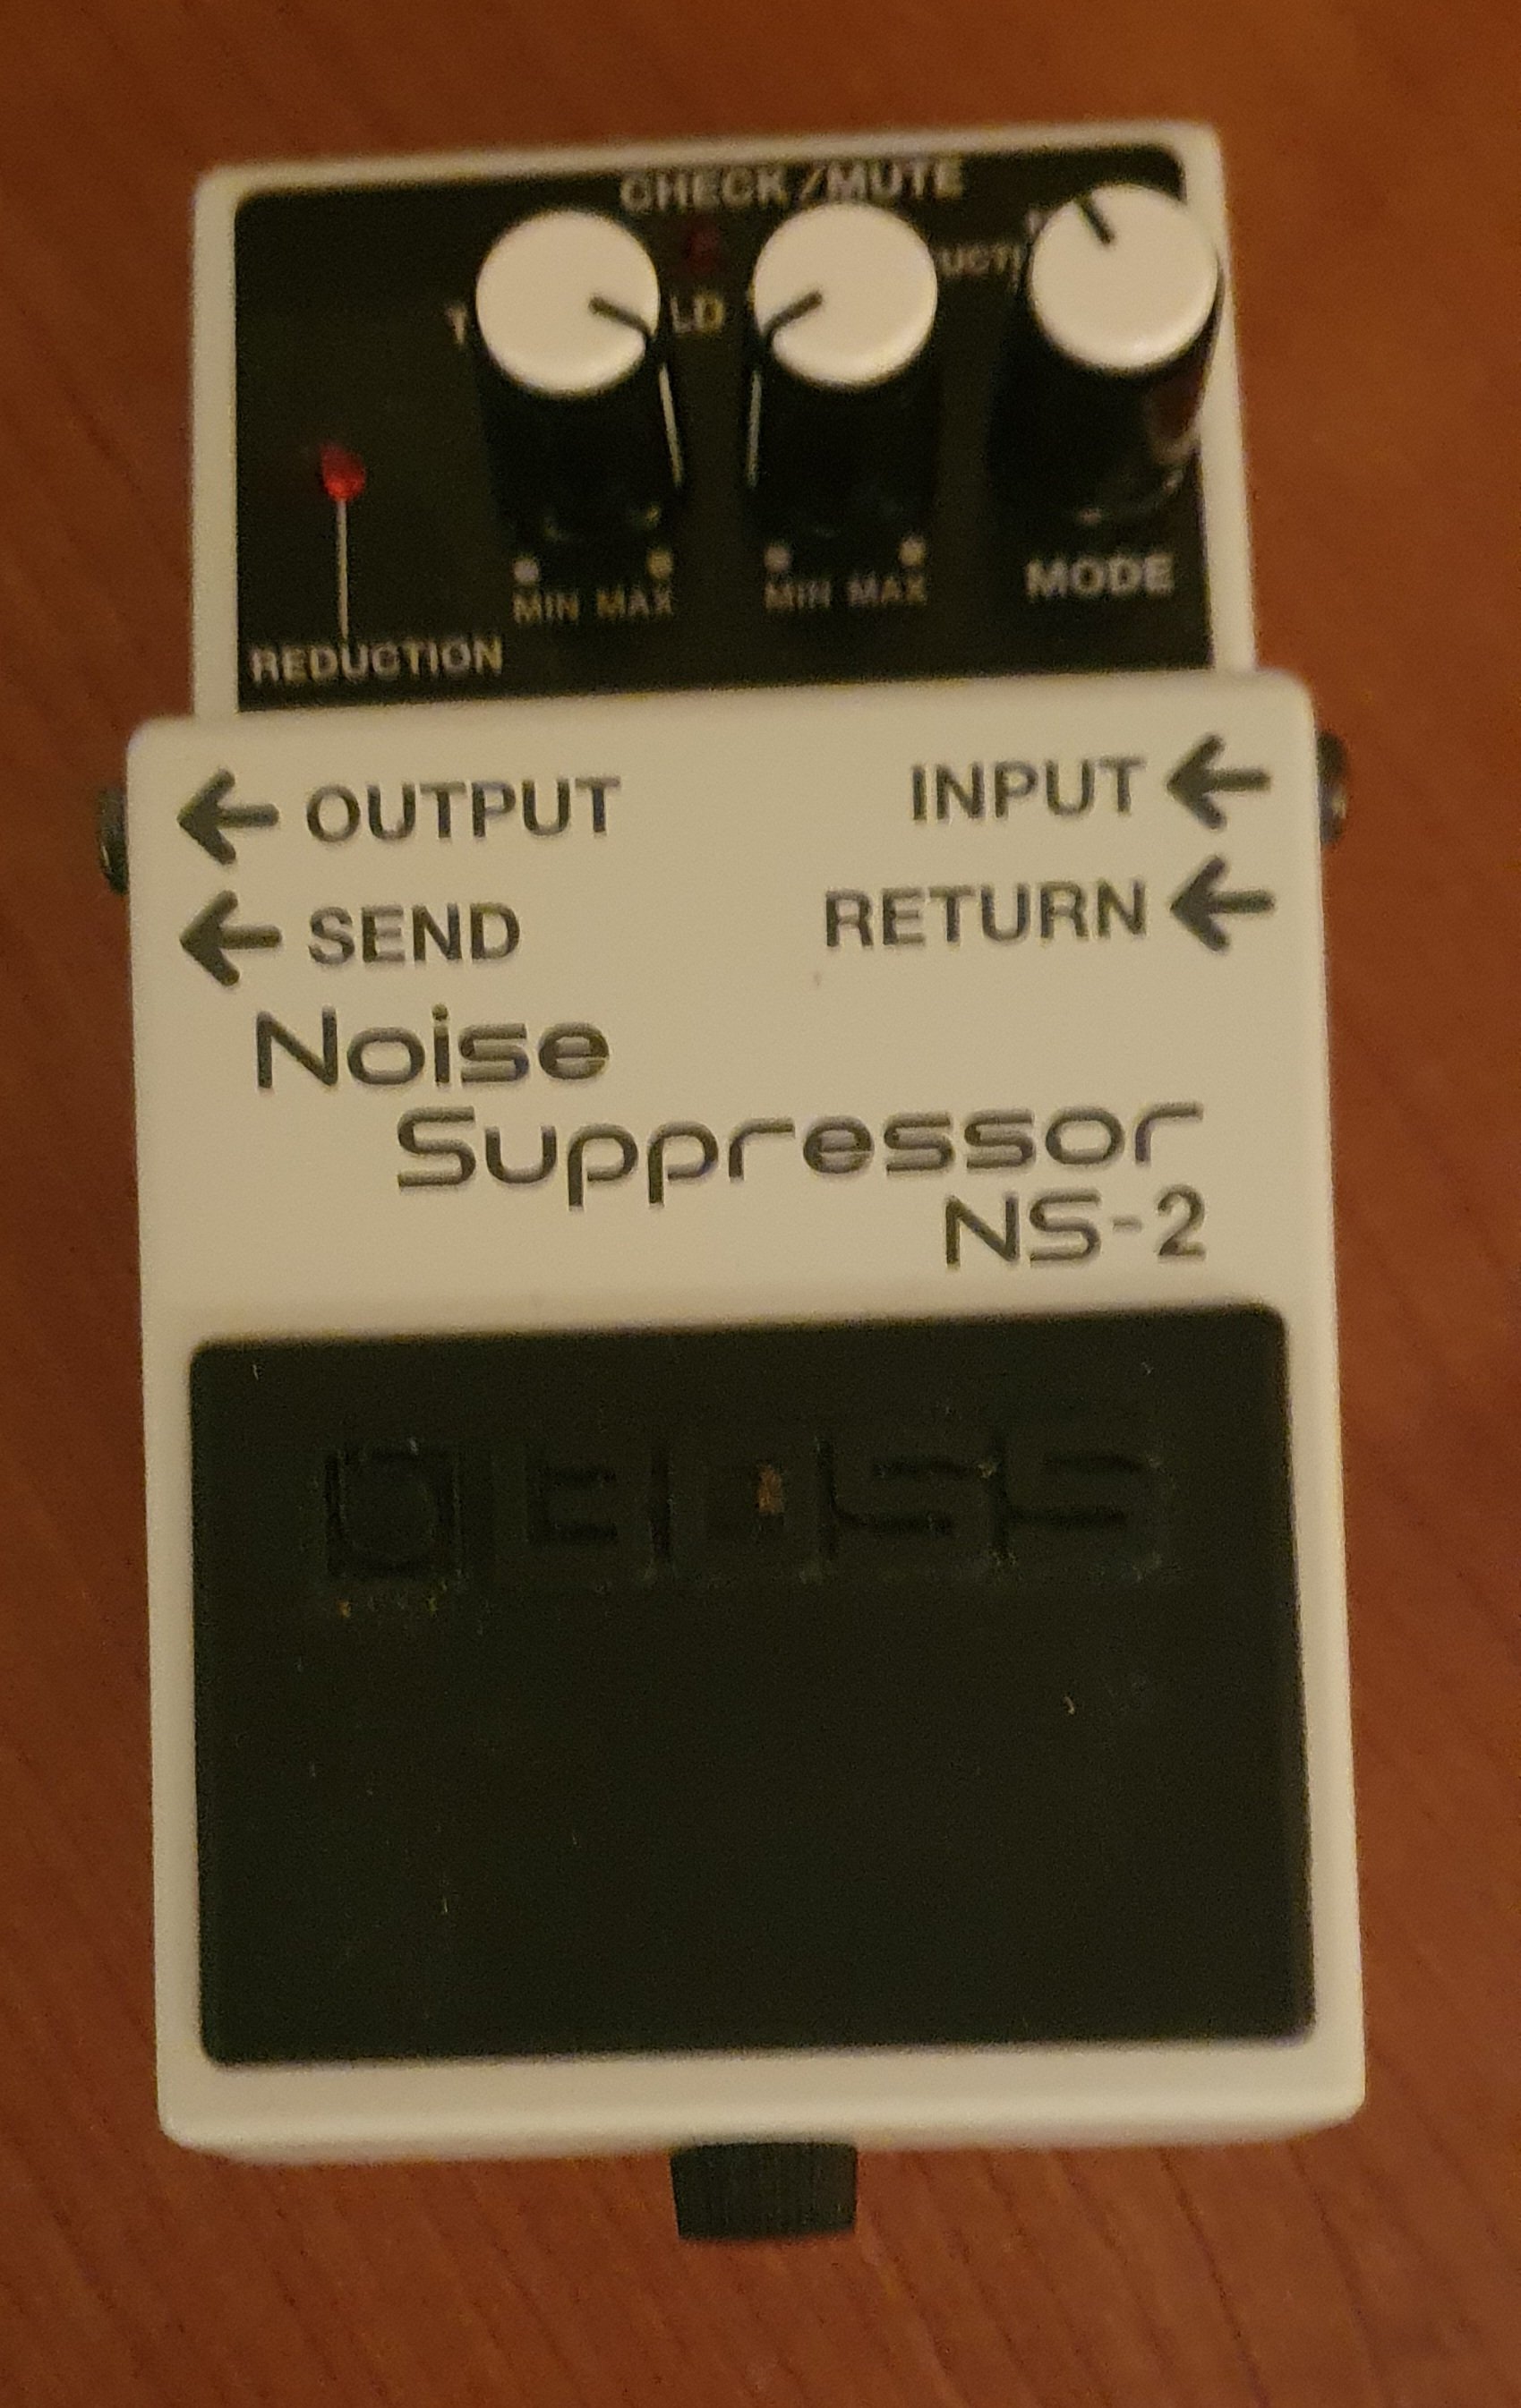 CHECK/MUTE
MIN MAX
MIN MAX
MODE
REDUCTION
← OUTPUT
INPUT ←
← SEND
RETURN ←
Noise
Suppressor
NS-2
BOSS